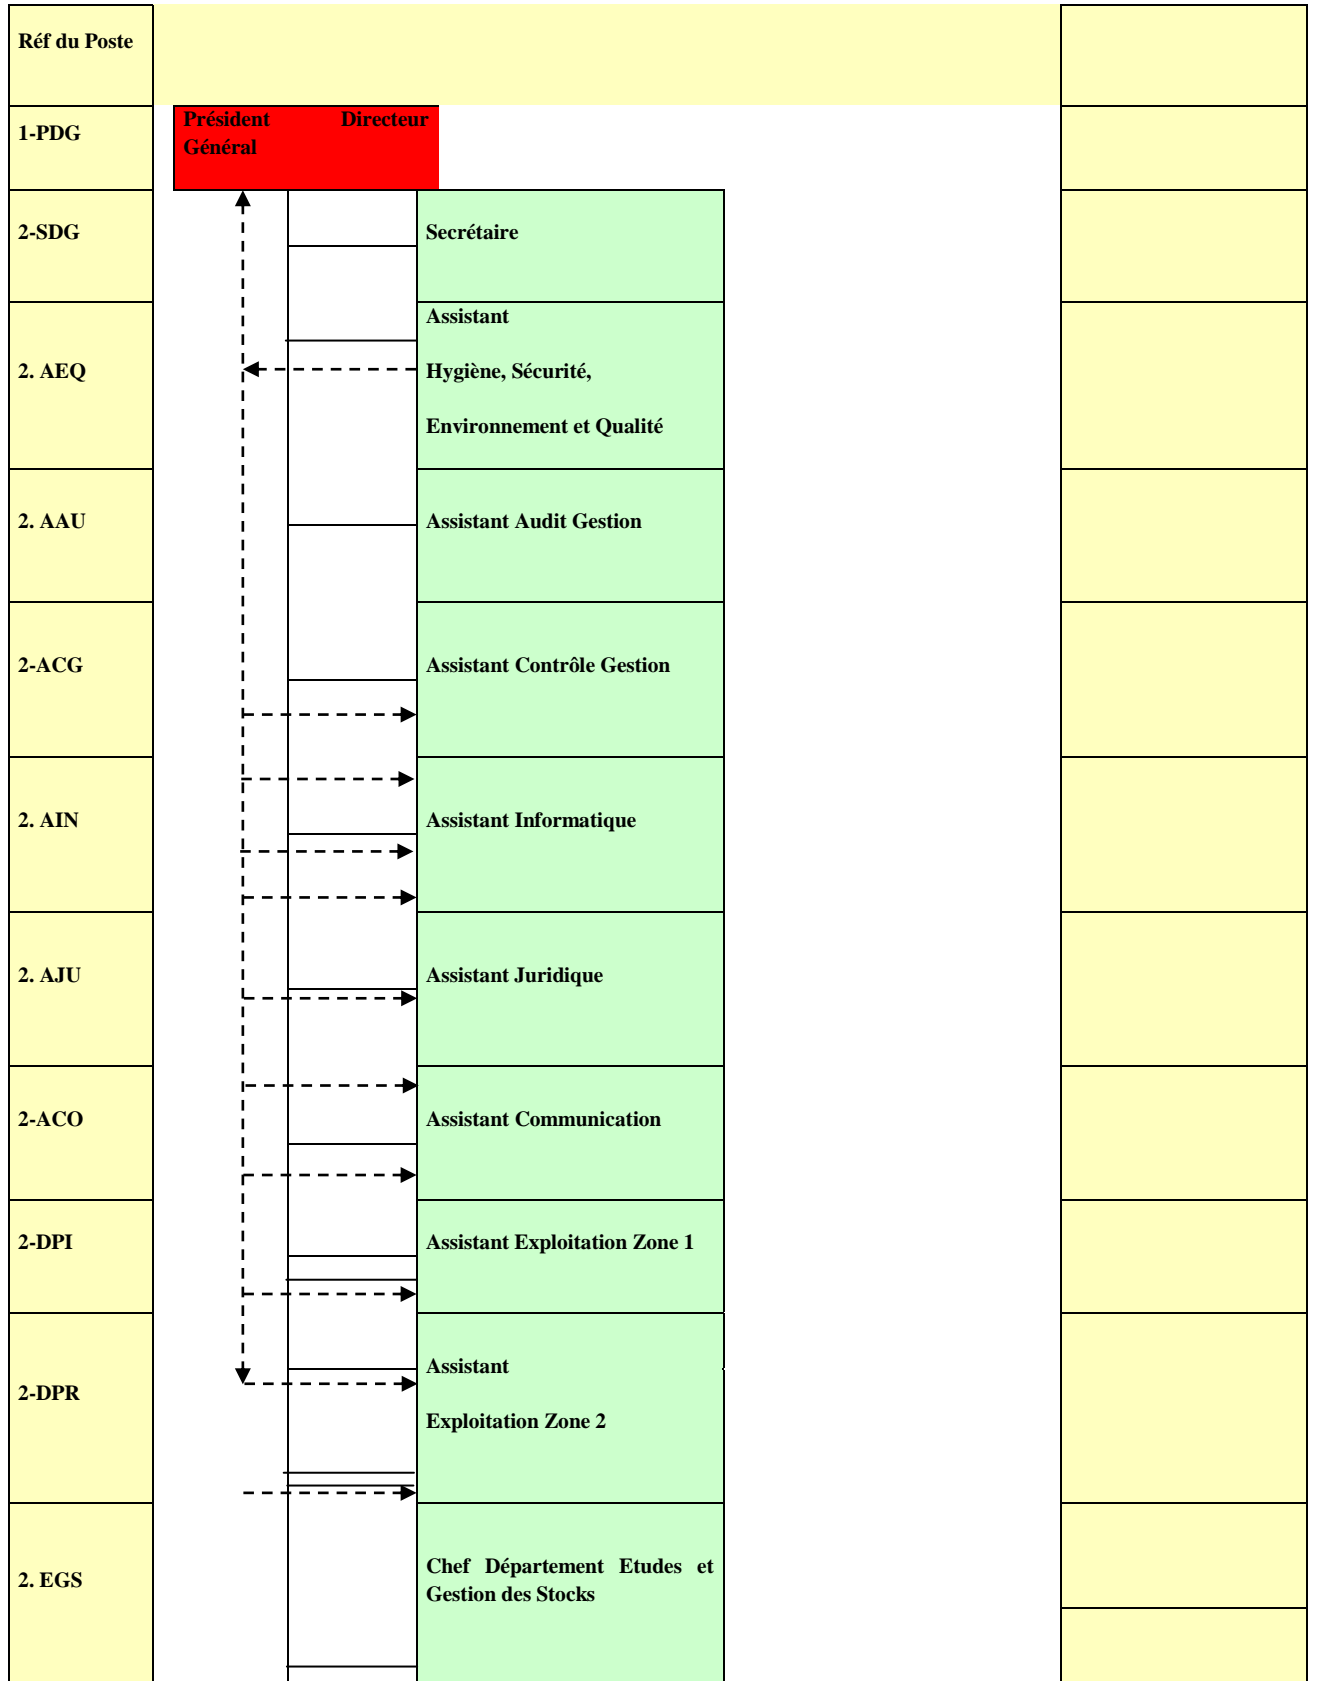 Réf du Poste
1-PDG
Président Directeur
Général
2-SDG
Secrétaire
2. AEQ
Assistant
Hygiène, Sécurité,
Environnement et Qualité
2. AAU
Assistant Audit Gestion
2-ACG
Assistant Contrôle Gestion
2. AIN
Assistant Informatique
2. AJU
Assistant Juridique
2-ACO
Assistant Communication
2-DPI
Assistant Exploitation Zone 1
2-DPR
Assistant
Exploitation Zone 2
2. EGS
Chef Département Etudes et
Gestion des Stocks